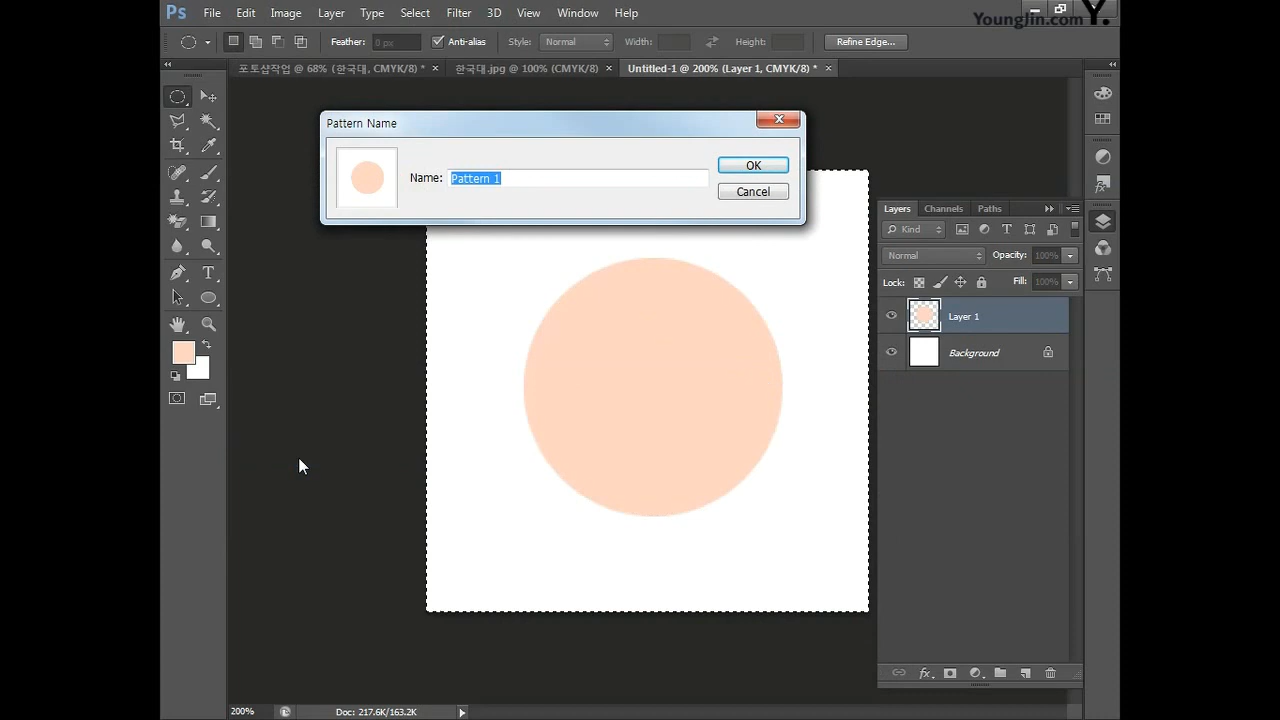 Ps File Edit Image Layer Type Select Filter 3D View Window Help
YoungJin.com Y.
Feather: 0 px Anti-alias Style: Normal Width: Height: Refine Edge...
포토샵작업 @ 68% (한국대, CMYK/8) * × 한국대.jpg @ 100% (CMYK/8) × Untitled-1 @ 200% (Layer 1, CMYK/8) * ×
Pattern Name
Name: Pattern 1
OK
Cancel
Layers Channels Paths
Kind
Normal Opacity: 100%
Lock: Fill: 100%
Layer 1
Background
200% Doc: 217.6K/163.2K